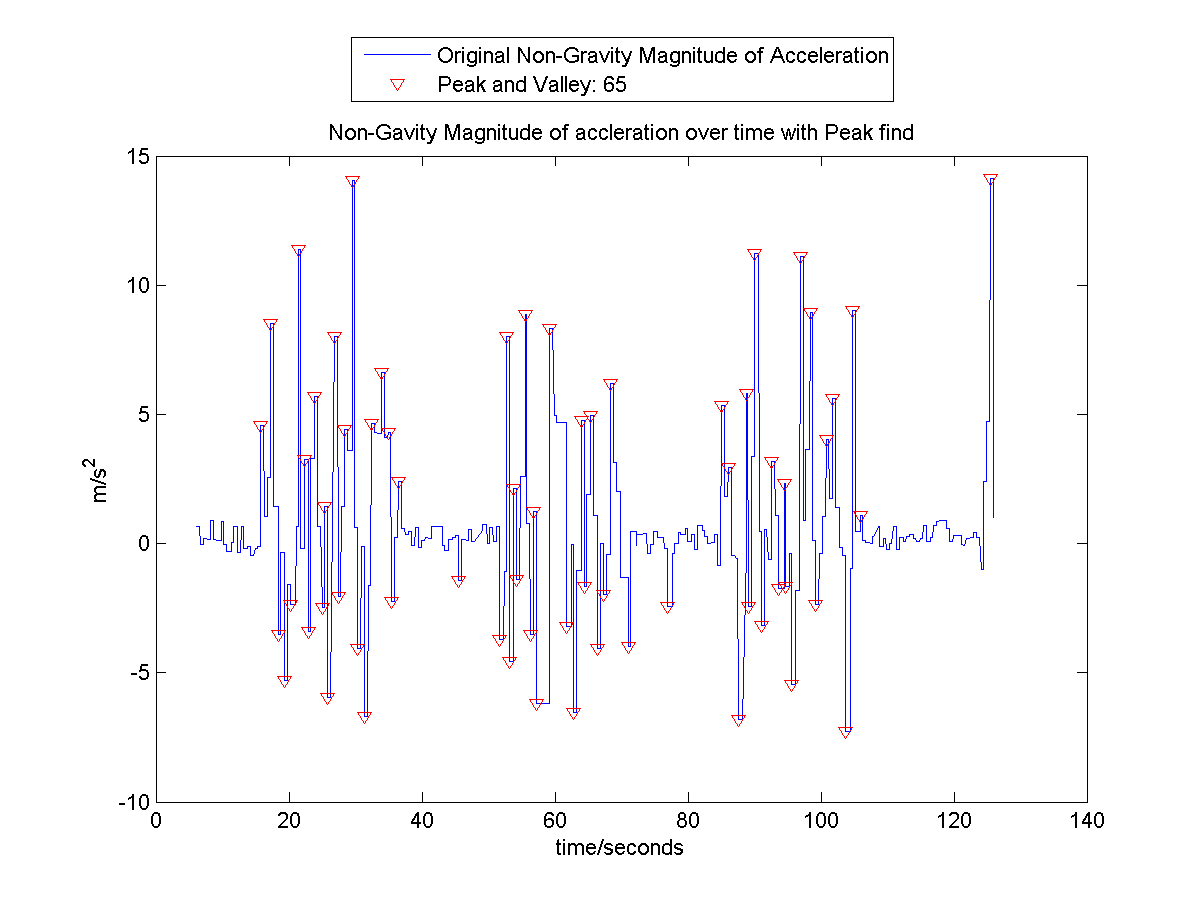 Original Non-Gravity Magnitude of Acceleration
Peak and Valley: 65
Non-Gavity Magnitude of accleration over time with Peak find
15
10
5
0
-5
-10
m/s²
0 20 40 60 80 100 120 140
time/seconds